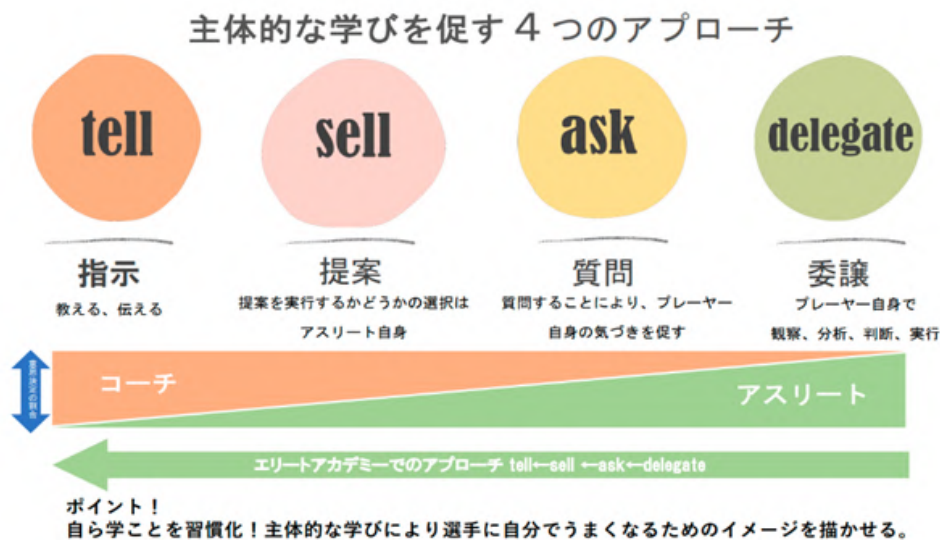 主体的な学びを促す4つのアプローチ
tell
sell
ask
delegate
指示
教える、伝える
提案
提案を実行するかどうかの選択は
アスリート自身
質問
質問することにより、プレーヤー
自身の気づきを促す
委譲
プレーヤー自身で
観察、分析、判断、実行
意思決定の割合
コーチ
アスリート
エリートアカデミーでのアプローチ tell←sell ←ask←delegate
ポイント！
自ら学ことを習慣化！主体的な学びにより選手に自分でうまくなるためのイメージを描かせる。